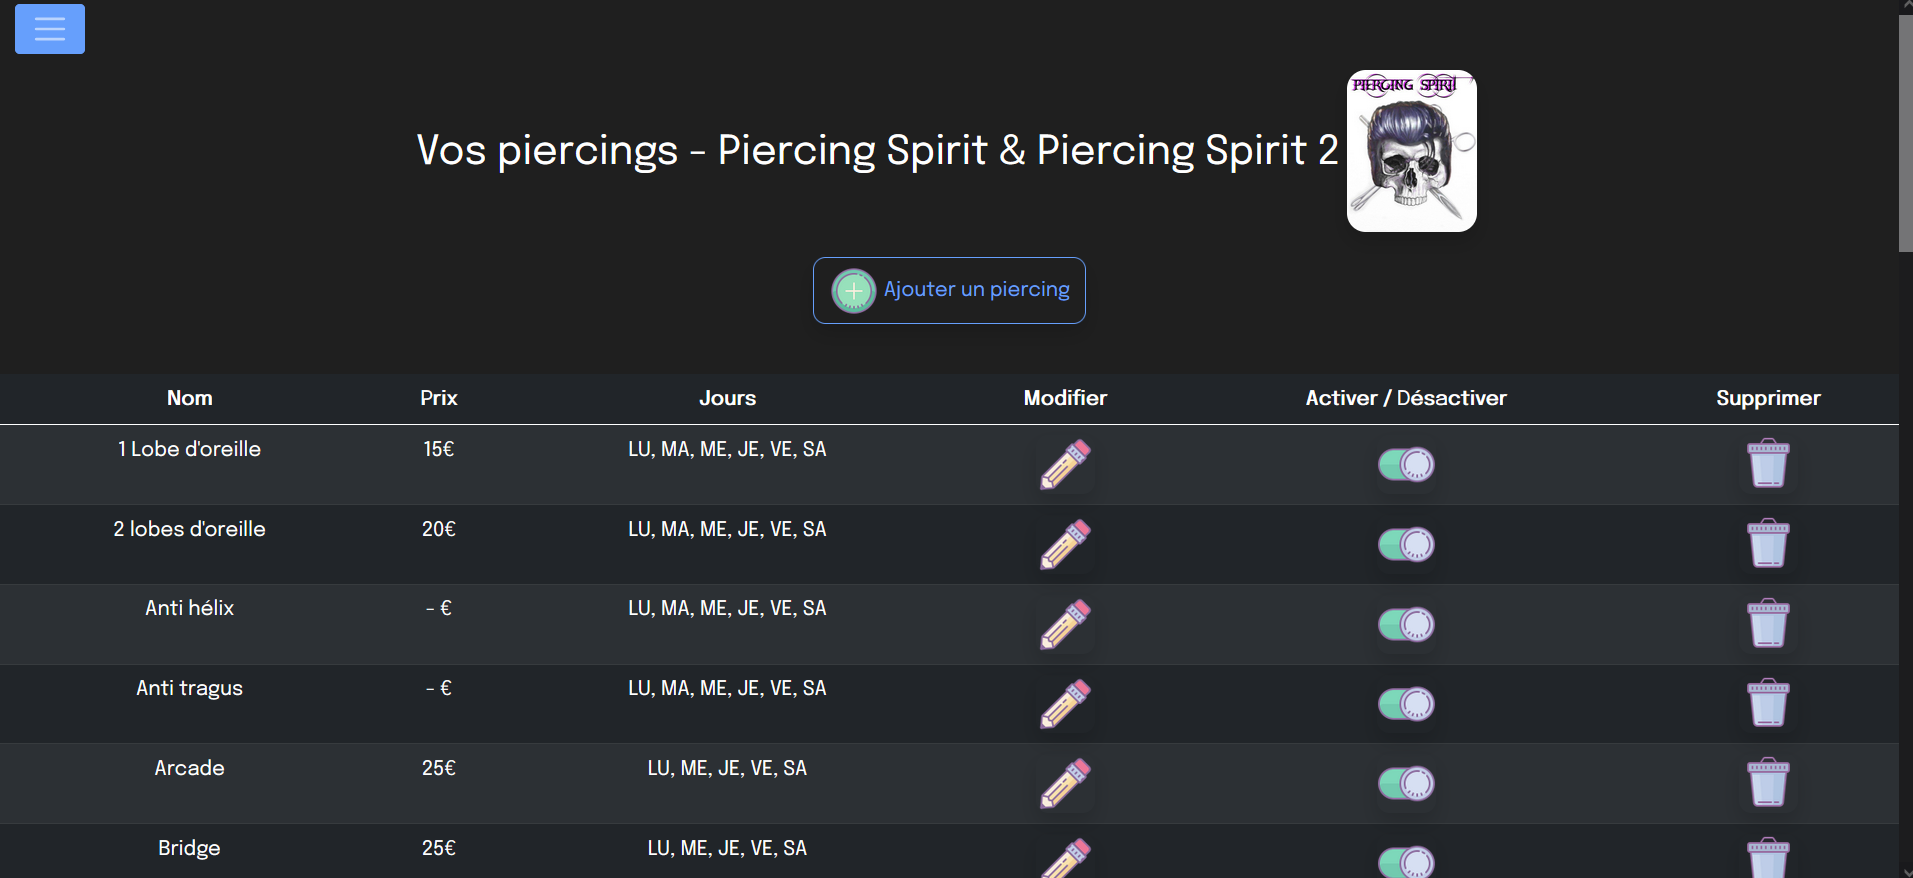 PIERCING SPIRIT
Vos piercings - Piercing Spirit & Piercing Spirit 2
Ajouter un piercing
Nom Prix Jours Modifier Activer / Désactiver Supprimer
1 Lobe d'oreille 15€ LU, MA, ME, JE, VE, SA
2 lobes d'oreille 20€ LU, MA, ME, JE, VE, SA
Anti hélix - € LU, MA, ME, JE, VE, SA
Anti tragus - € LU, MA, ME, JE, VE, SA
Arcade 25€ LU, ME, JE, VE, SA
Bridge 25€ LU, ME, JE, VE, SA